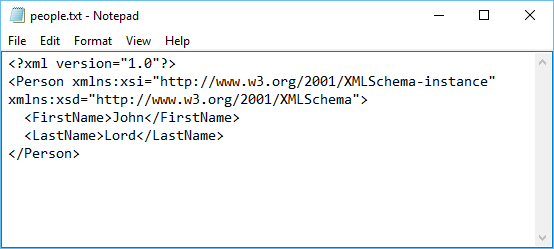 people.txt - Notepad
File Edit Format View Help
<?xml version="1.0"?>
<Person xmlns:xsi="http://www.w3.org/2001/XMLSchema-instance"
xmlns:xsd="http://www.w3.org/2001/XMLSchema">
  <FirstName>John</FirstName>
  <LastName>Lord</LastName>
</Person>